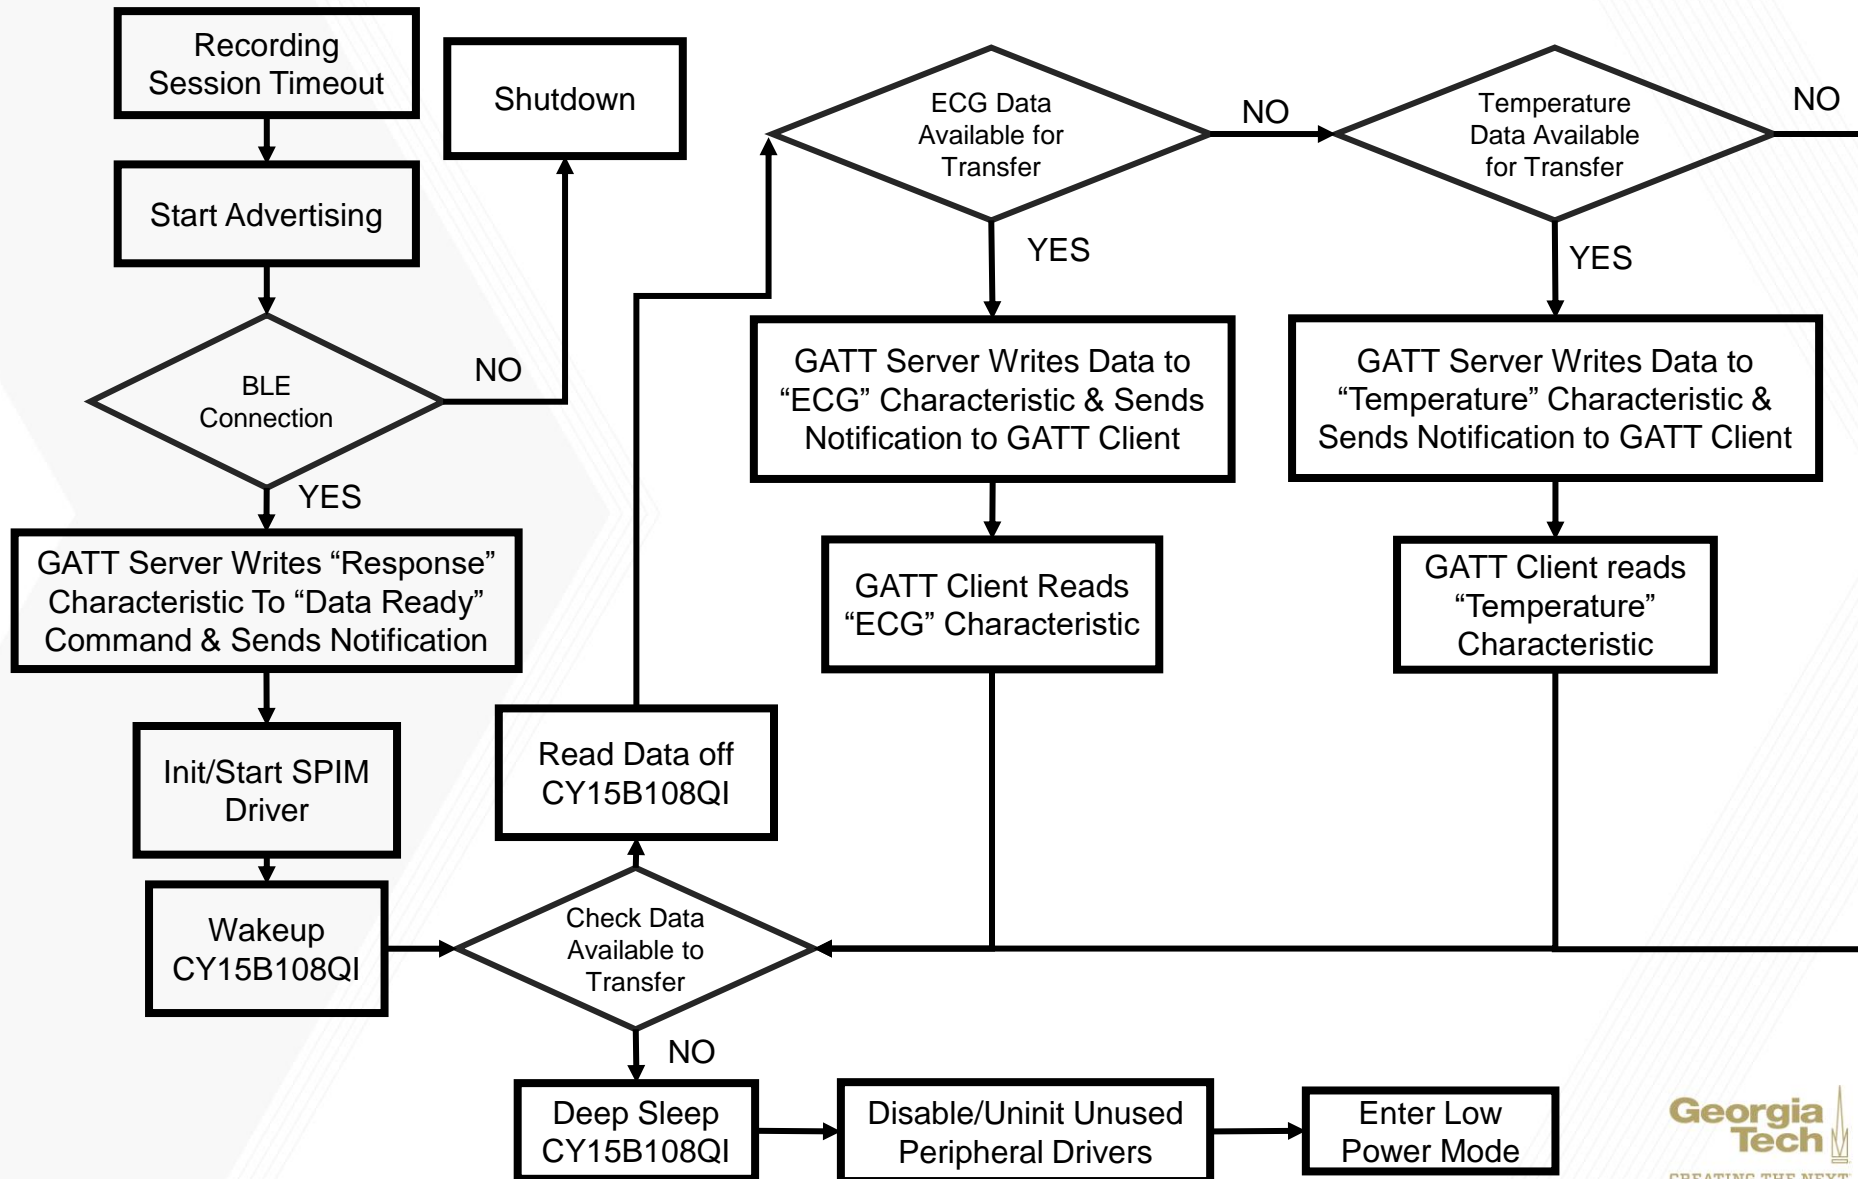 Recording
Session Timeout
Start Advertising
BLE
Connection
NO
Shutdown
YES
GATT Server Writes “Response”
Characteristic To “Data Ready”
Command & Sends Notification
Init/Start SPIM
Driver
Wakeup
CY15B108QI
Check Data
Available to
Transfer
Read Data off
CY15B108QI
NO
Deep Sleep
CY15B108QI
Disable/Uninit Unused
Peripheral Drivers
Enter Low
Power Mode
ECG Data
Available for
Transfer
NO
YES
GATT Server Writes Data to
“ECG” Characteristic & Sends
Notification to GATT Client
GATT Client Reads
“ECG” Characteristic
Temperature
Data Available
for Transfer
NO
YES
GATT Server Writes Data to
“Temperature” Characteristic &
Sends Notification to GATT Client
GATT Client reads
“Temperature”
Characteristic
Georgia
Tech
CREATING THE NEXT